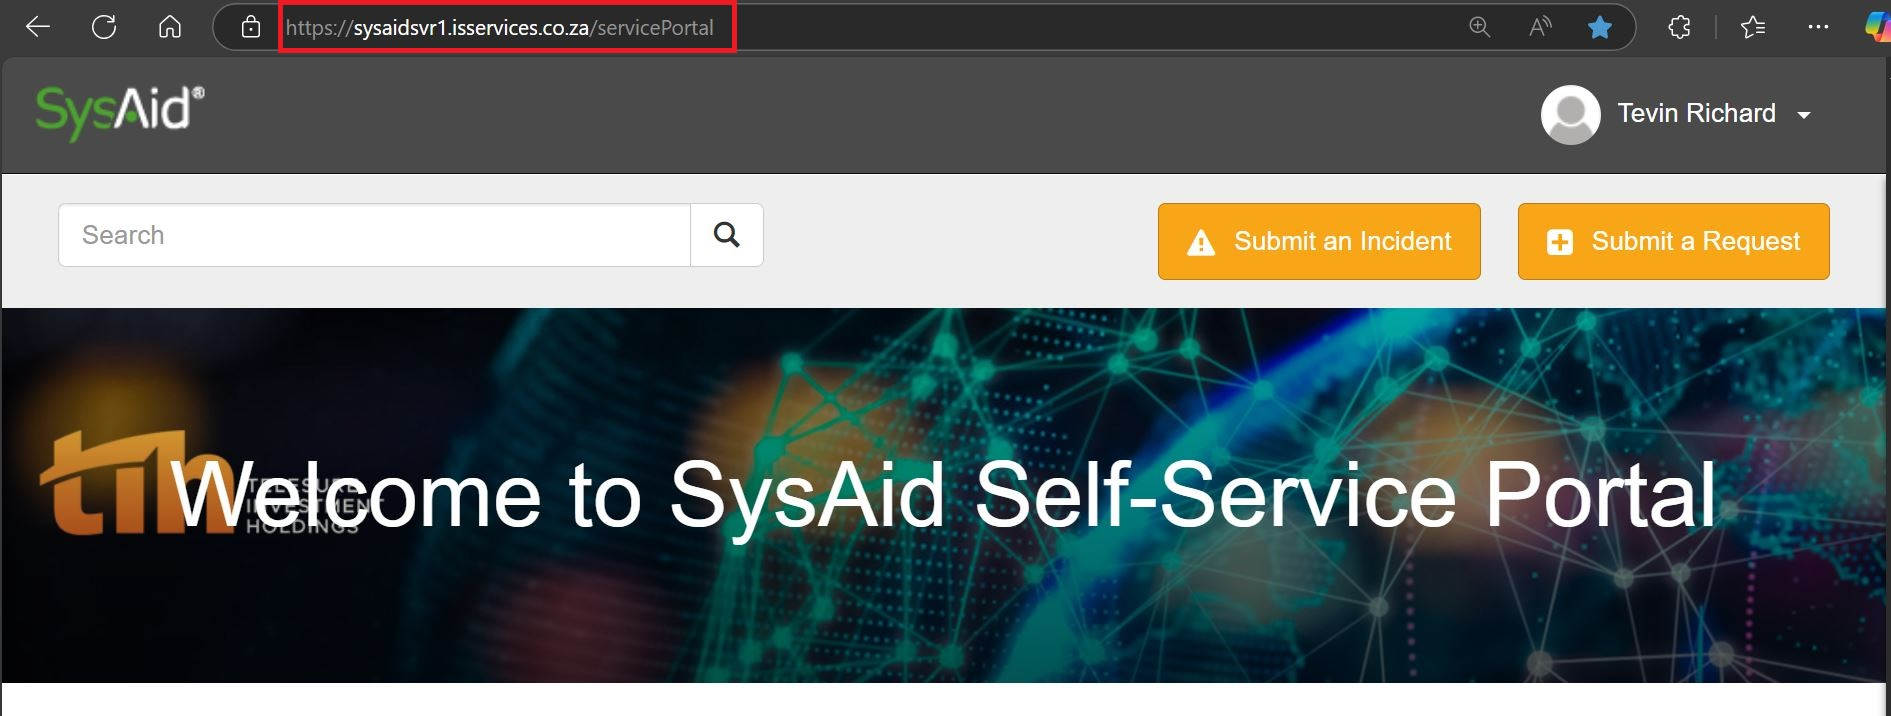 https://sysaidsvr1.isservices.co.za/servicePortal
SysAid®
Tevin Richard
Search
Submit an Incident
Submit a Request
tih
TELESURE
INVESTMENT
HOLDINGS
Welcome to SysAid Self-Service Portal